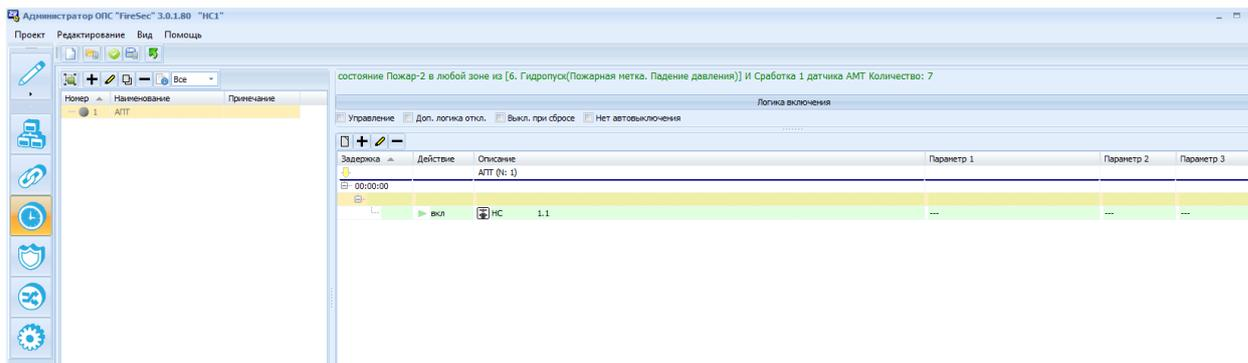 Администратор ОПС "FireSec" 3.0.1.80 "НС1"
Проект Редактирование Вид Помощь
Все
Номер Наименование Примечание
1 АПТ
состояние Пожар-2 в любой зоне из [6. Гидропуск(Пожарная метка. Падение давления)] И Сработка 1 датчика АМТ Количество: 7
Логика включения
Управление Доп. логика откл. Выкл. при сбросе Нет автовыключения
Задержка Действие Описание Параметр 1 Параметр 2 Параметр 3
АПТ (N: 1)
00:00:00
вкл НС 1.1 --- --- ---